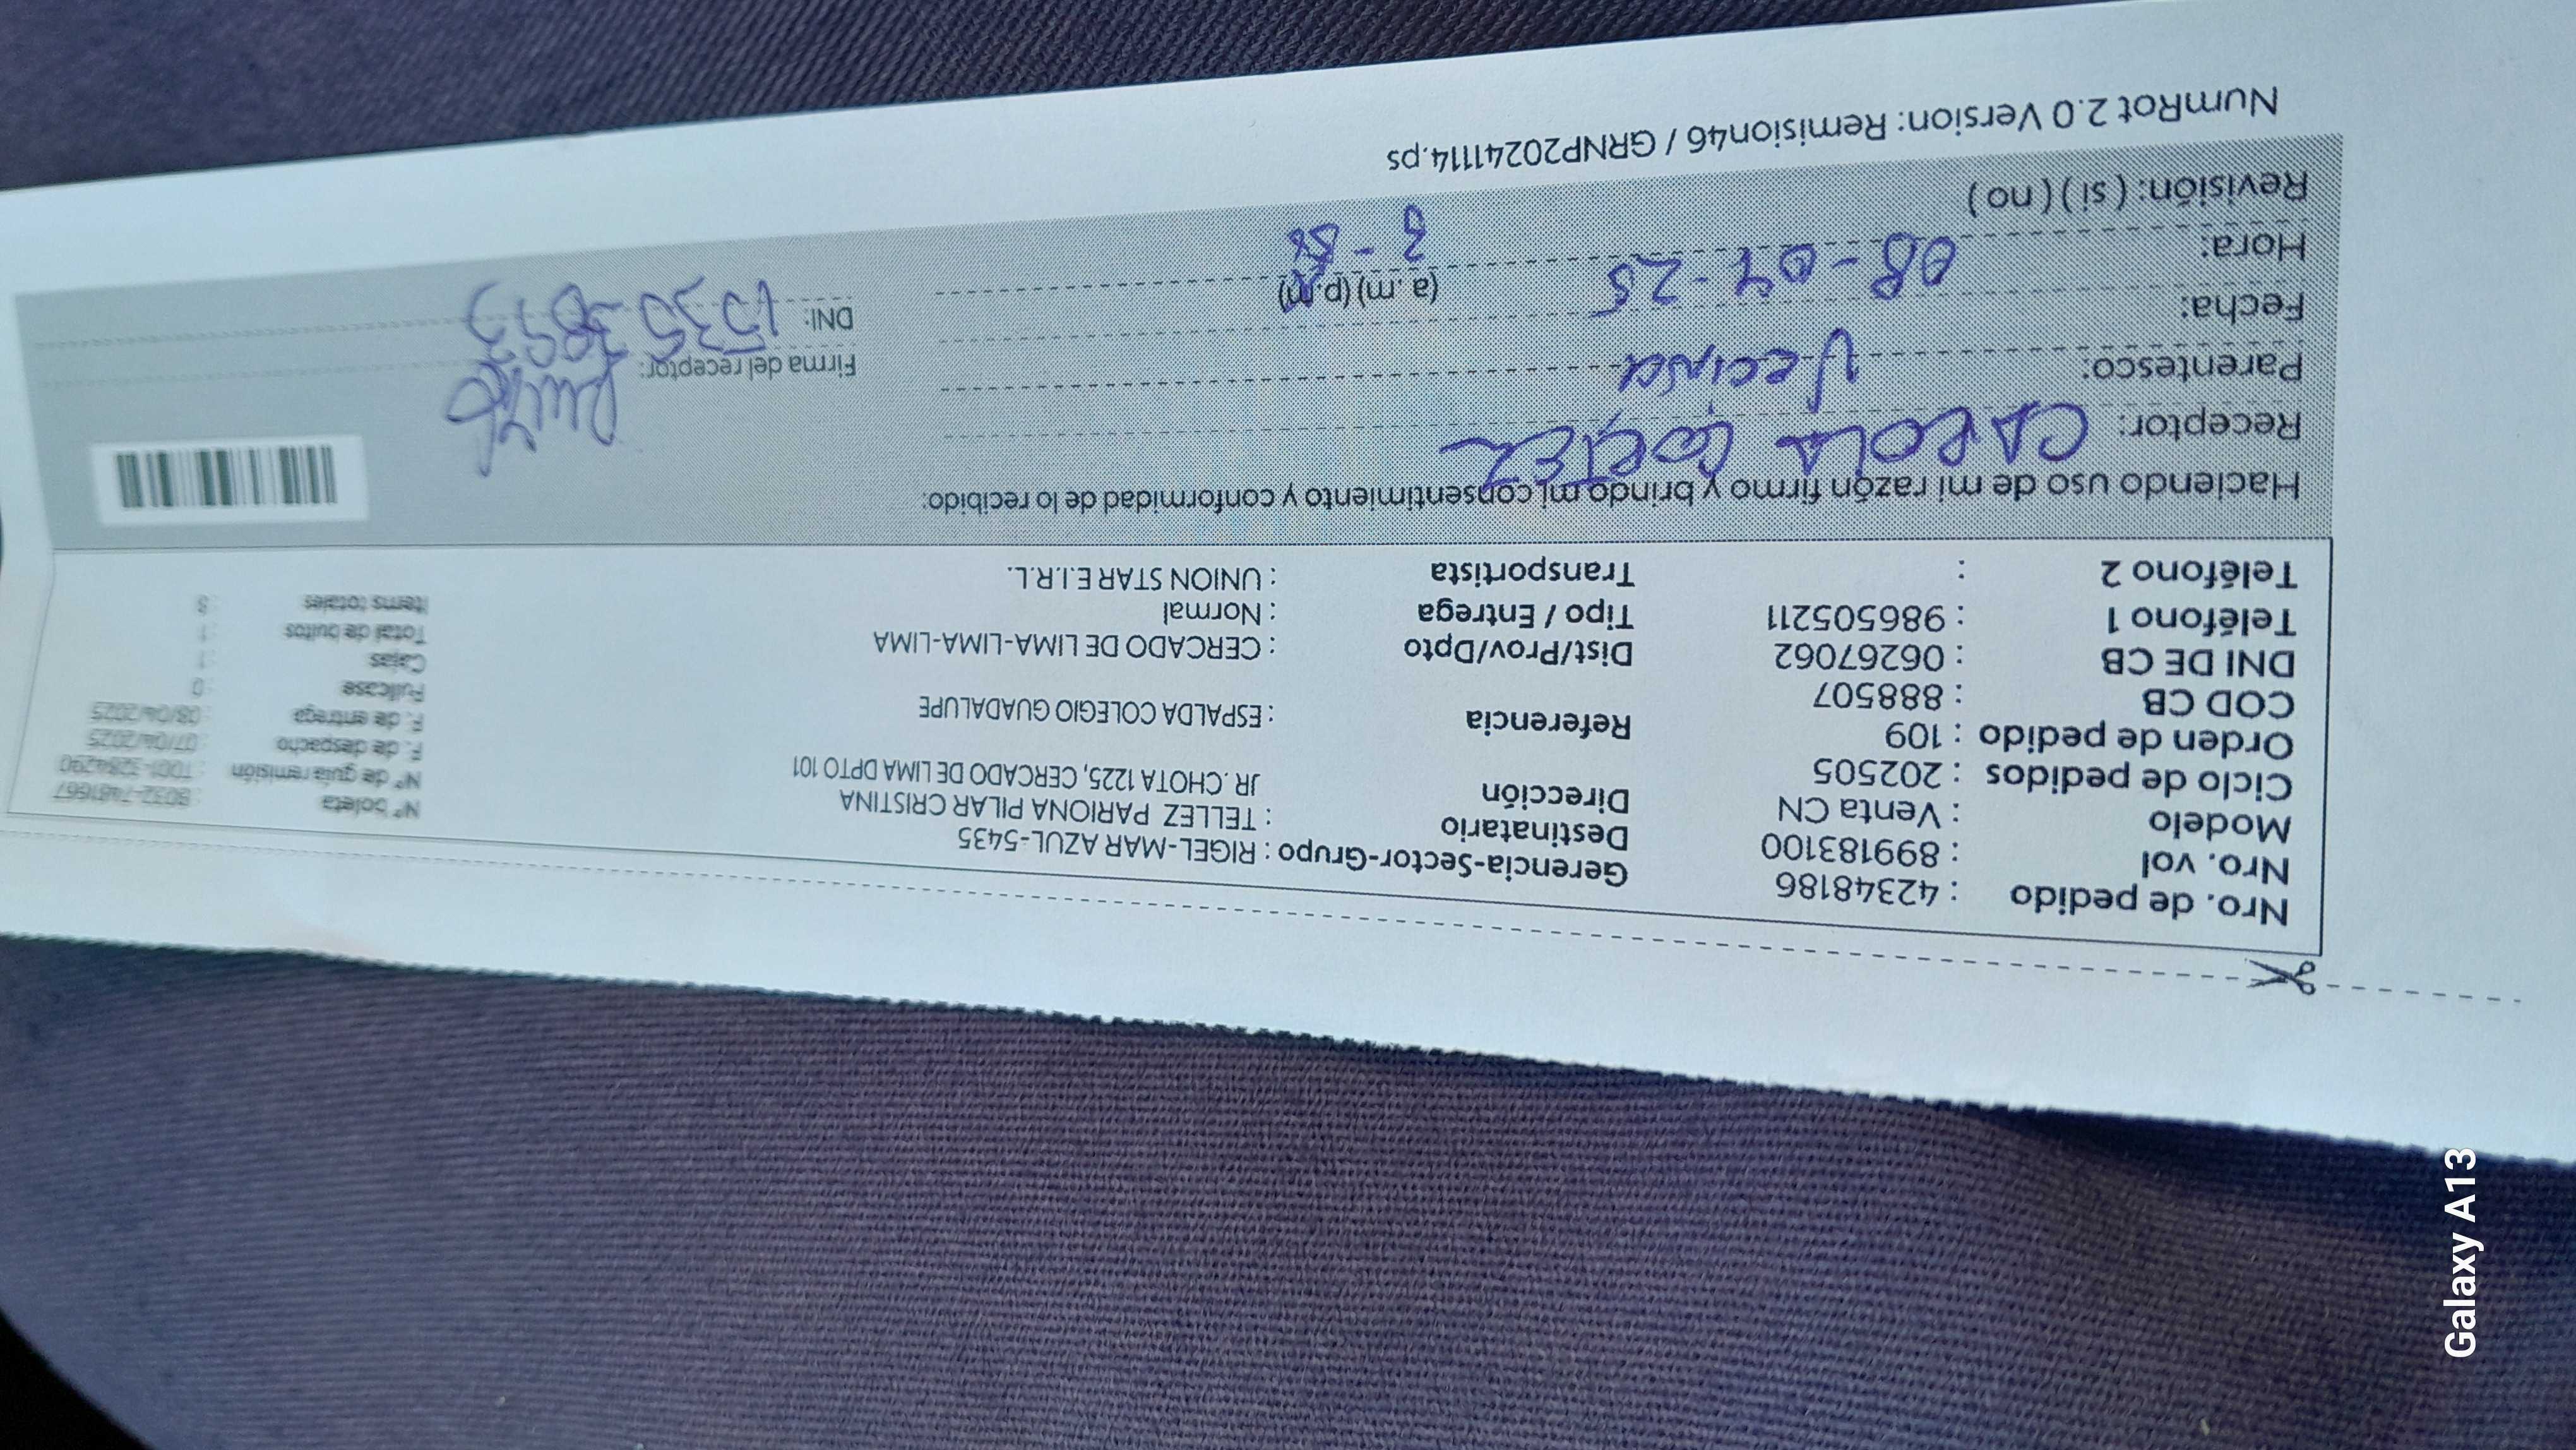 Nro. de pedido : 42348186
Nro. vol : 899183100
Modelo : Venta CN
Ciclo de pedidos : 202505
Orden de pedido : 109
COD CB : 888507
DNI DE CB : 06267062
Teléfono 1 : 986505211
Teléfono 2 :
Gerencia-Sector-Grupo : RIGEL-MAR AZUL-5435
Destinatario : TELLEZ PARIONA PILAR CRISTINA
Dirección JR. CHOTA 1225, CERCADO DE LIMA DPTO 101
Referencia : ESPALDA COLEGIO GUADALUPE
Dist/Prov/Dpto : CERCADO DE LIMA-LIMA-LIMA
Tipo / Entrega : Normal
Transportista : UNION STAR E.I.R.L.
N° boleta : B032-7481667
N° de guía remisión : T001-3284290
F. de despacho : 07/04/2025
F. de entrega : 08/04/2025
Fullcase : 0
Cajas : 1
Total de bultos : 1
Items totales :
Haciendo uso de mi razón firmo y brindo mi consentimiento y conformidad de lo recibido:
Receptor: CAROLA CORTEZ
Parentesco: Vecina
Fecha: 08-04-25
Hora: 3-58 (a.m) (p.m)
Revisión: ( si ) ( no )
Firma del receptor:
DNI:
NumRot 2.0 Version: Remision46 / GRNP20241114.ps
Galaxy A13